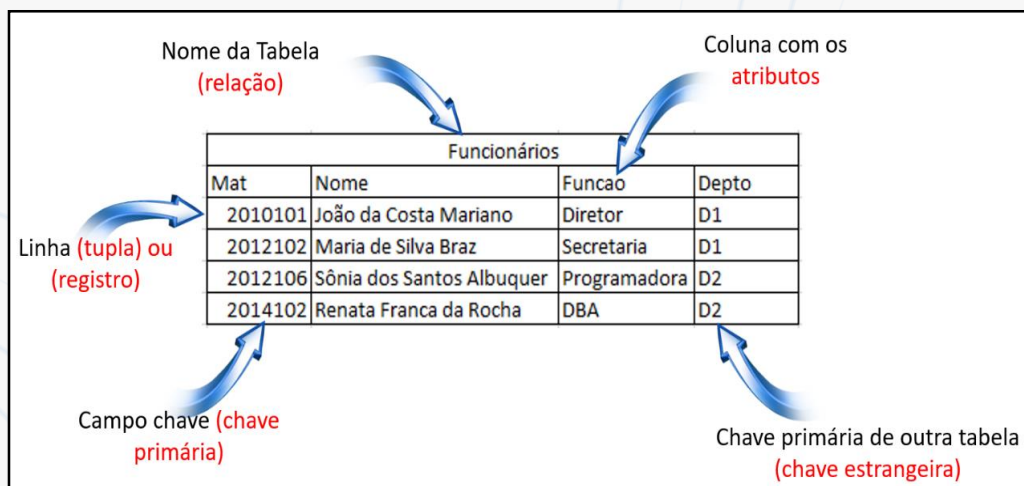 Nome da Tabela
(relação)
Coluna com os
atributos
Funcionários
Mat Nome Funcao Depto
2010101 João da Costa Mariano Diretor D1
2012102 Maria de Silva Braz Secretaria D1
2012106 Sônia dos Santos Albuquer Programadora D2
2014102 Renata Franca da Rocha DBA D2
Linha (tupla) ou
(registro)
Campo chave (chave
primária)
Chave primária de outra tabela
(chave estrangeira)